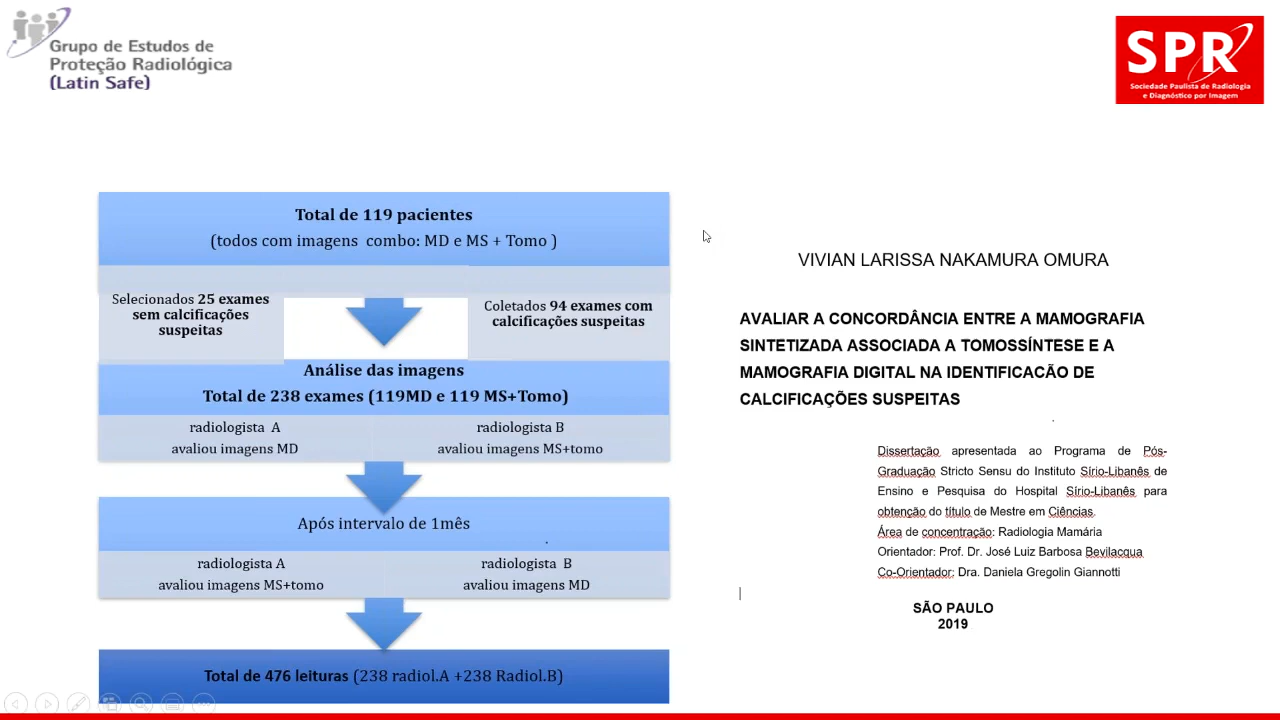 Grupo de Estudos de
Proteção Radiológica
(Latin Safe)
SPR
Sociedade Paulista de Radiologia
e Diagnóstico por Imagem
Total de 119 pacientes
(todos com imagens combo: MD e MS + Tomo )
Selecionados 25 exames
sem calcificações
suspeitas
Coletados 94 exames com
calcificações suspeitas
Análise das imagens
Total de 238 exames (119MD e 119 MS+Tomo)
radiologista A
avaliou imagens MD
radiologista B
avaliou imagens MS+tomo
Após intervalo de 1mês
radiologista A
avaliou imagens MS+tomo
radiologista B
avaliou imagens MD
Total de 476 leituras (238 radiol.A +238 Radiol.B)
VIVIAN LARISSA NAKAMURA OMURA
AVALIAR A CONCORDÂNCIA ENTRE A MAMOGRAFIA
SINTETIZADA ASSOCIADA A TOMOSSÍNTESE E A
MAMOGRAFIA DIGITAL NA IDENTIFICACÃO DE
CALCIFICAÇÕES SUSPEITAS
Dissertação apresentada ao Programa de Pós-
Graduação Stricto Sensu do Instituto Sírio-Libanês de
Ensino e Pesquisa do Hospital Sírio-Libanês para
obtenção do título de Mestre em Ciências.
Área de concentração: Radiologia Mamária
Orientador: Prof. Dr. José Luiz Barbosa Bevilacqua
Co-Orientador: Dra. Daniela Gregolin Giannotti
SÃO PAULO
2019